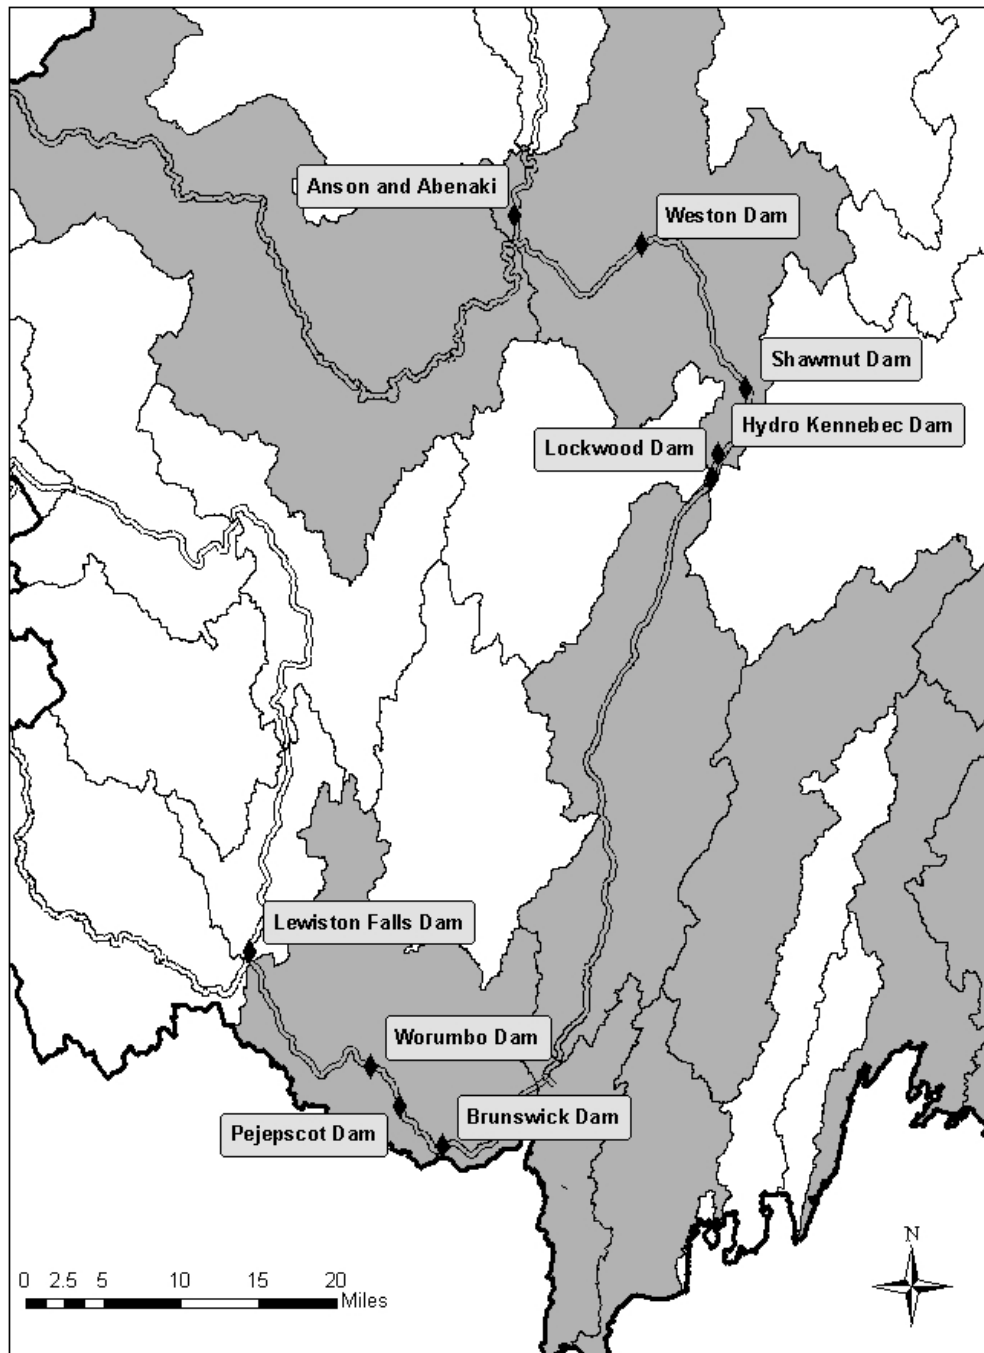 Anson and Abenaki
Weston Dam
Shawmut Dam
Hydro Kennebec Dam
Lockwood Dam
Lewiston Falls Dam
Worumbo Dam
Brunswick Dam
Pejepscot Dam
N
0 2.5 5 10 15 20
Miles